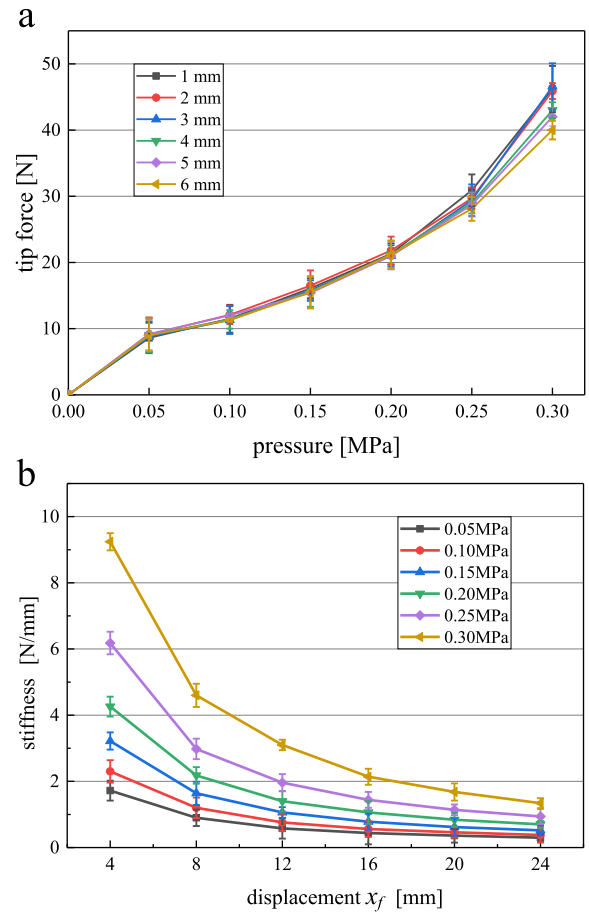 a
50
40
30
20
10
0
tip force [N]
1 mm
2 mm
3 mm
4 mm
5 mm
6 mm
0.00 0.05 0.10 0.15 0.20 0.25 0.30
pressure [MPa]
b
10
8
6
4
2
0
stiffness [N/mm]
0.05MPa
0.10MPa
0.15MPa
0.20MPa
0.25MPa
0.30MPa
4 8 12 16 20 24
displacement x_f [mm]